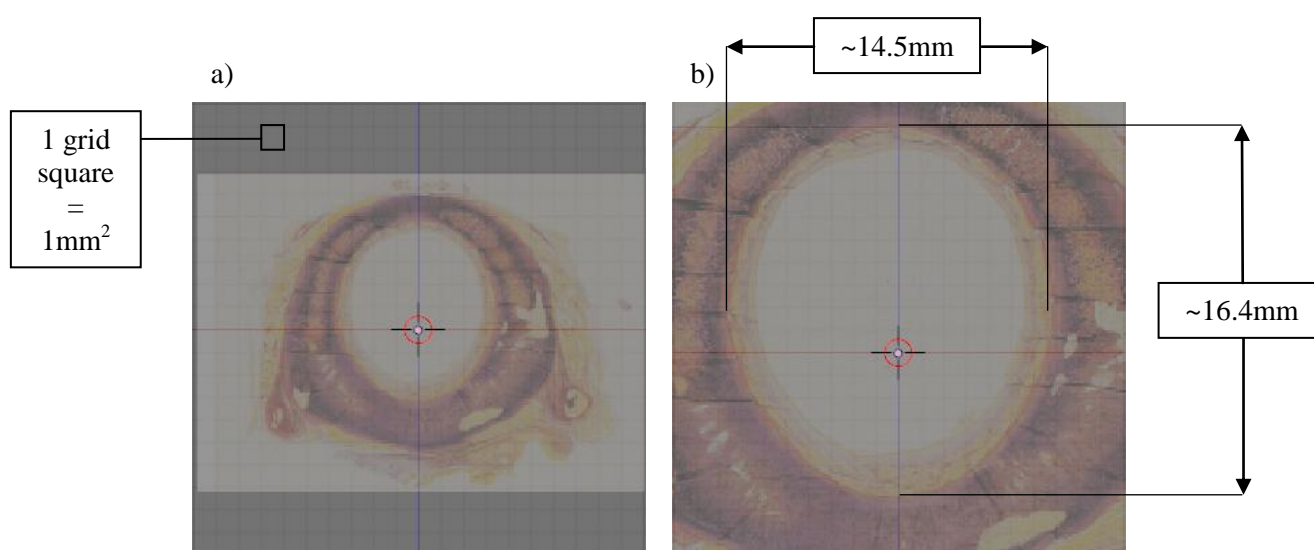 ~14.5mm
a)
b)
1 grid
square
=
1mm²
~16.4mm